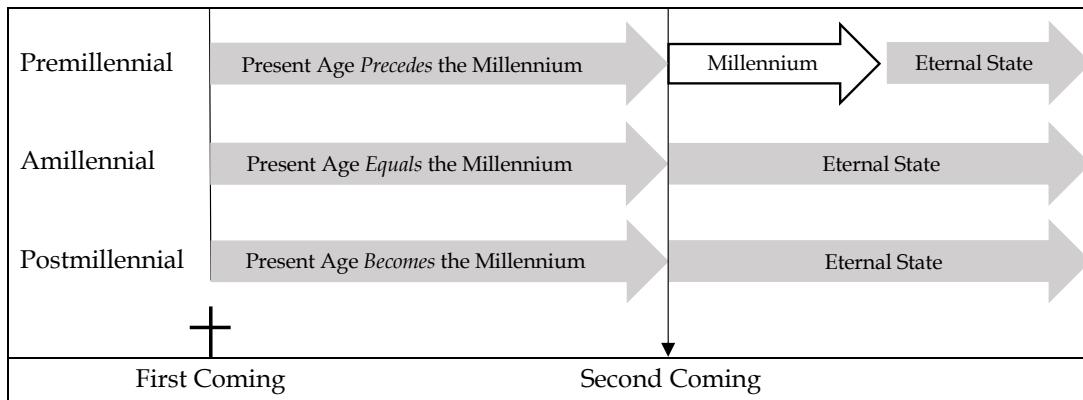 Premillennial Present Age Precedes the Millennium Millennium Eternal State
Amillennial Present Age Equals the Millennium Eternal State
Postmillennial Present Age Becomes the Millennium Eternal State
First Coming Second Coming